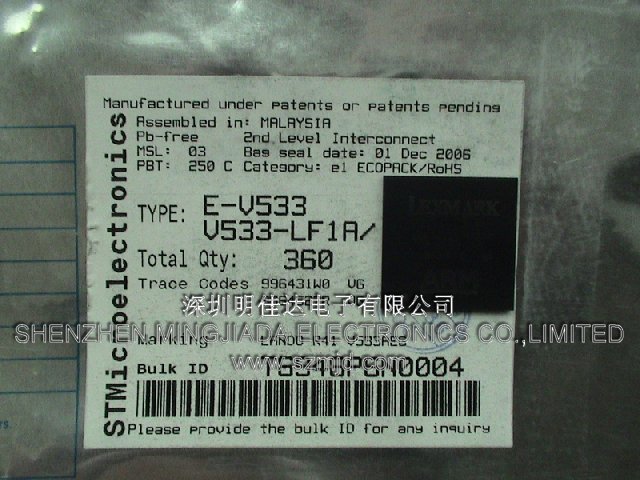 Manufactured under patents or patents pending
Assembled in: MALAYSIA
Pb-free 2nd Level Interconnect
MSL: 03 Bag seal date: 01 Dec 2006
PBT: 250 C Category: e1 ECOPACK/RoHS
STMicroelectronics
TYPE: E-V533
V533-LF1A/
LEXMARK
Total Qty: 360
Trace Codes 996431W0 VG
深圳明佳达电子有限公司
SHENZHEN MINGJIADA ELECTRONICS CO.,LIMITED
Marking
www.szmjd.com
Bulk ID
Please provide the bulk ID for any inquiry